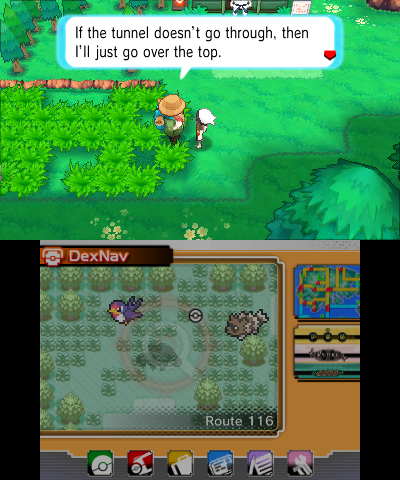 If the tunnel doesn't go through, then
I'll just go over the top.
DexNav
Route 116